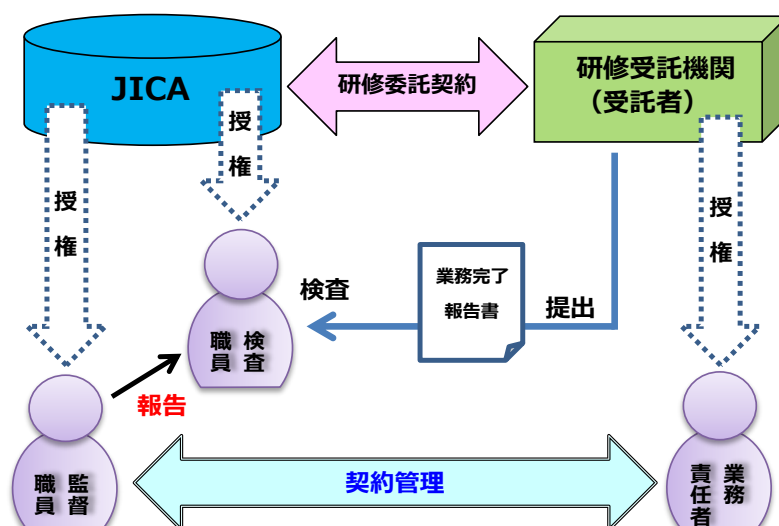 JICA
研修委託契約
研修受託機関
（受託者）
授権
授権
授権
業務完了
報告書
検査
提出
検査
職員
報告
監督
職員
契約管理
業務
責任者